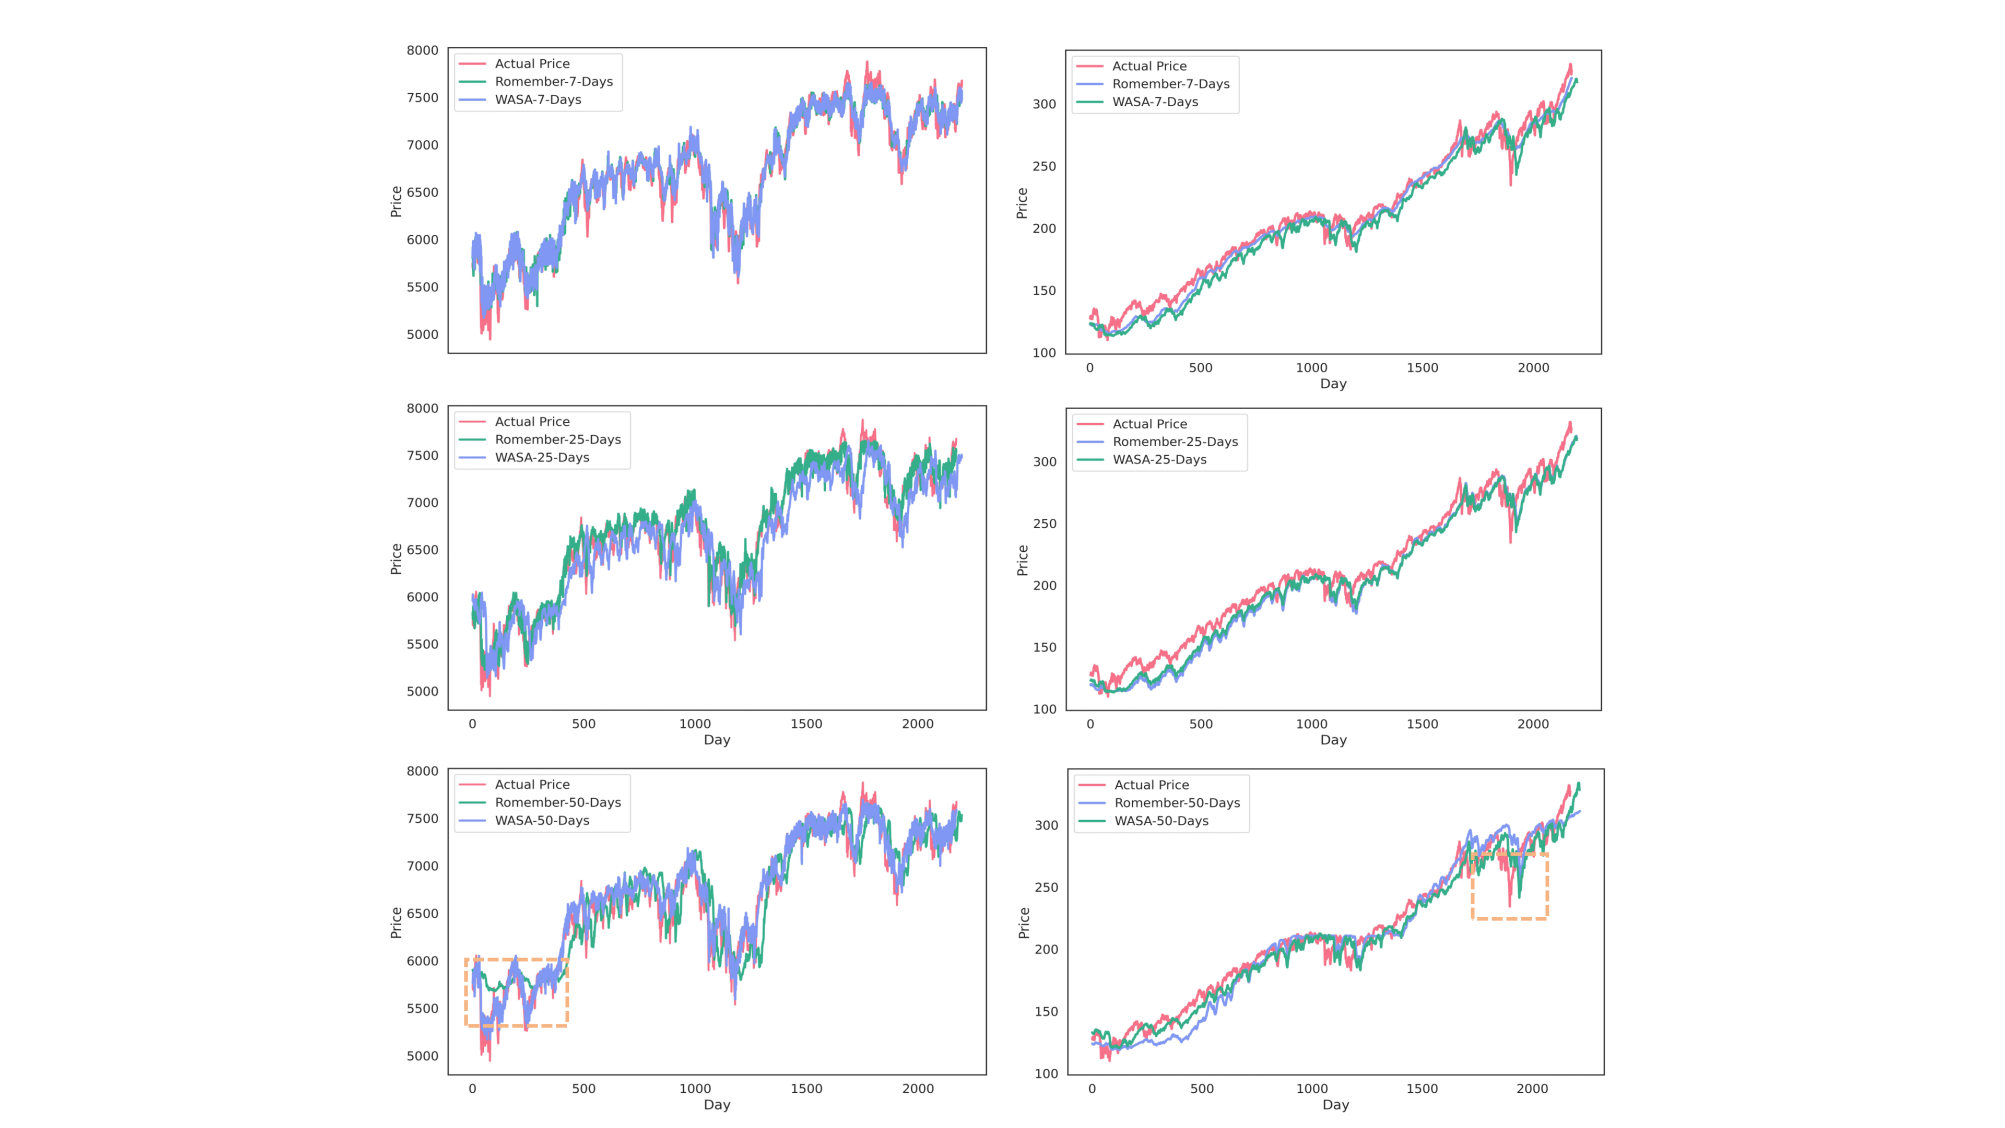 8000
7500
7000
6500
6000
5500
5000
Price
Actual Price
Romember-7-Days
WASA-7-Days
300
250
200
150
100
Price
Actual Price
Romember-7-Days
WASA-7-Days
0 500 1000 1500 2000
Day
8000
7500
7000
6500
6000
5500
5000
Price
Actual Price
Romember-25-Days
WASA-25-Days
0 500 1000 1500 2000
Day
300
250
200
150
100
Price
Actual Price
Romember-25-Days
WASA-25-Days
0 500 1000 1500 2000
Day
8000
7500
7000
6500
6000
5500
5000
Price
Actual Price
Romember-50-Days
WASA-50-Days
0 500 1000 1500 2000
Day
300
250
200
150
100
Price
Actual Price
Romember-50-Days
WASA-50-Days
0 500 1000 1500 2000
Day